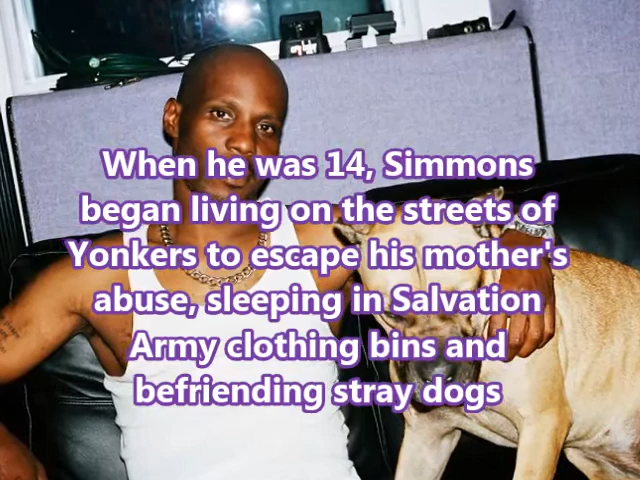 When he was 14, Simmons
began living on the streets of
Yonkers to escape his mother's
abuse, sleeping in Salvation
Army clothing bins and
befriending stray dogs